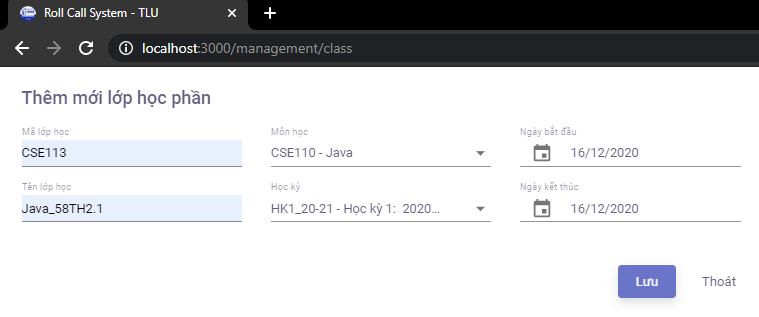 Roll Call System - TLU
localhost:3000/management/class
Thêm mới lớp học phần
Mã lớp học
CSE113
Môn học
CSE110 - Java
Ngày bắt đầu
16/12/2020
Tên lớp học
Java_58TH2.1
Học kỳ
HK1_20-21 - Học kỳ 1: 2020...
Ngày kết thúc
16/12/2020
Lưu
Thoát